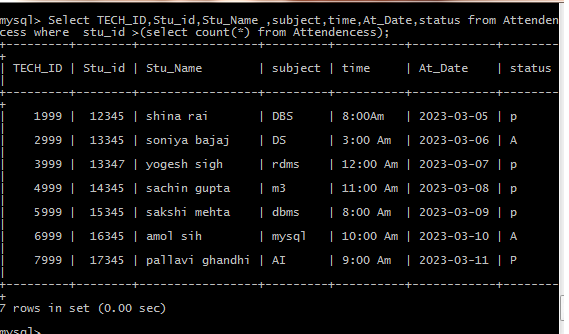 mysql> Select TECH_ID,Stu_id,Stu_Name ,subject,time,At_Date,status from Attenden
cess where  stu_id >(select count(*) from Attendencess);
+---------+--------+-----------------+---------+----------+------------+--------
+
| TECH_ID | Stu_id | Stu_Name        | subject | time     | At_Date    | status
|
+---------+--------+-----------------+---------+----------+------------+--------
+
|    1999 |  12345 | shina rai       | DBS     | 8:00Am   | 2023-03-05 | p
|
|    2999 |  13345 | soniya bajaj    | DS      | 3:00 Am  | 2023-03-06 | A
|
|    3999 |  13347 | yogesh sigh     | rdms    | 12:00 Am | 2023-03-07 | p
|
|    4999 |  14345 | sachin gupta    | m3      | 11:00 Am | 2023-03-08 | p
|
|    5999 |  15345 | sakshi mehta    | dbms    | 8:00 Am  | 2023-03-09 | p
|
|    6999 |  16345 | amol sih        | mysql   | 10:00 Am | 2023-03-10 | A
|
|    7999 |  17345 | pallavi ghandhi | AI      | 9:00 Am  | 2023-03-11 | P
|
+---------+--------+-----------------+---------+----------+------------+--------
+
7 rows in set (0.00 sec)
mysql>